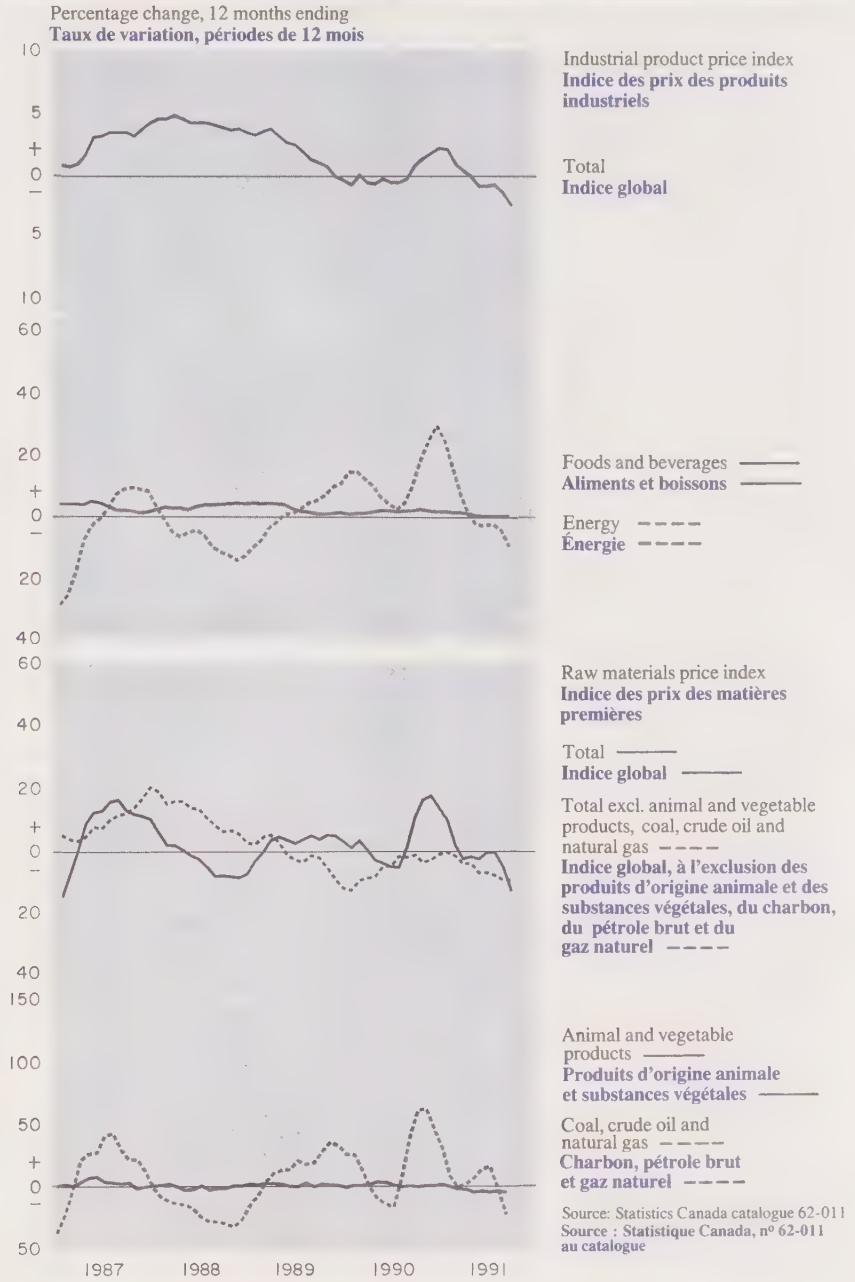 Percentage change, 12 months ending
Taux de variation, périodes de 12 mois
10
5
+
0
−
5
10
Industrial product price index
Indice des prix des produits
industriels
Total
Indice global
60
40
20
+
0
−
20
40
Foods and beverages
Aliments et boissons
Energy
Énergie
60
40
20
+
0
−
20
40
Raw materials price index
Indice des prix des matières
premières
Total
Indice global
Total excl. animal and vegetable
products, coal, crude oil and
natural gas
Indice global, à l'exclusion des
produits d'origine animale et des
substances végétales, du charbon,
du pétrole brut et du
gaz naturel
150
100
50
+
0
−
50
Animal and vegetable
products
Produits d'origine animale
et substances végétales
Coal, crude oil and
natural gas
Charbon, pétrole brut
et gaz naturel
Source: Statistics Canada catalogue 62-011
Source : Statistique Canada, nº 62-011
au catalogue
1987 1988 1989 1990 1991